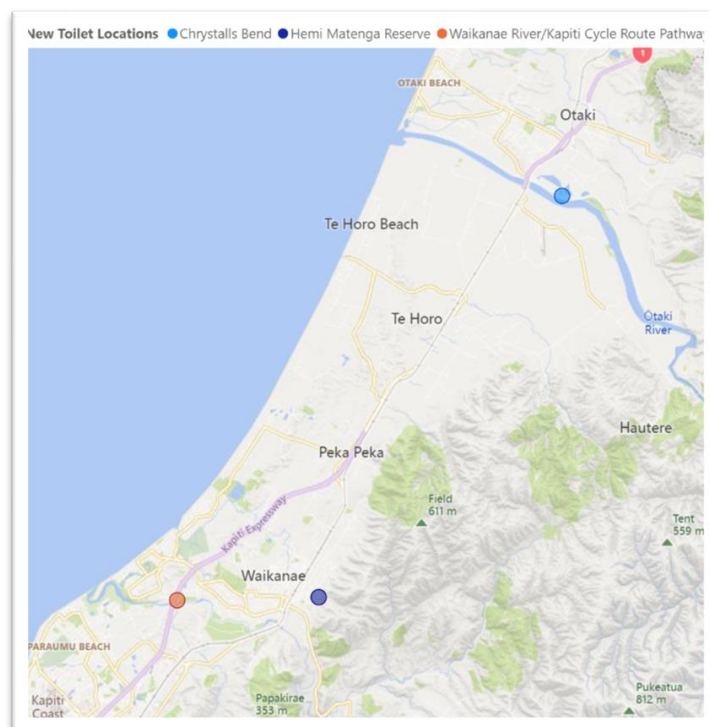 New Toilet Locations Chrystalls Bend Hemi Matenga Reserve Waikanae River/Kapiti Cycle Route Pathway
1
OTAKI BEACH
Otaki
Te Horo Beach
Te Horo
Ōtaki
River
Hautere
Peka Peka
Field
611 m
Tent
559 m
Kapiti Expressway
Waikanae
PARAUMU BEACH
Kapiti
Coast
Papakirae
353 m
Pukeatua
812 m